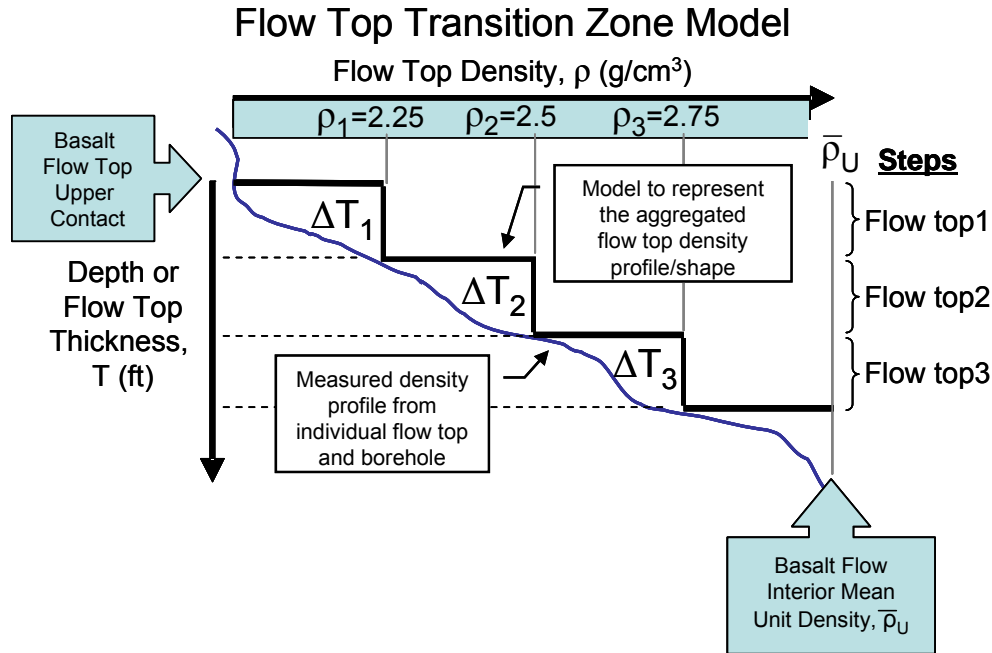 Flow Top Transition Zone Model
Flow Top Density, ρ (g/cm³)
ρ₁=2.25 ρ₂=2.5 ρ₃=2.75
ρ̅U
Steps
Basalt
Flow Top
Upper
Contact
Model to represent
the aggregated
flow top density
profile/shape
ΔT₁
ΔT₂
ΔT₃
Flow top1
Flow top2
Flow top3
Depth or
Flow Top
Thickness,
T (ft)
Measured density
profile from
individual flow top
and borehole
Basalt Flow
Interior Mean
Unit Density, ρ̅U